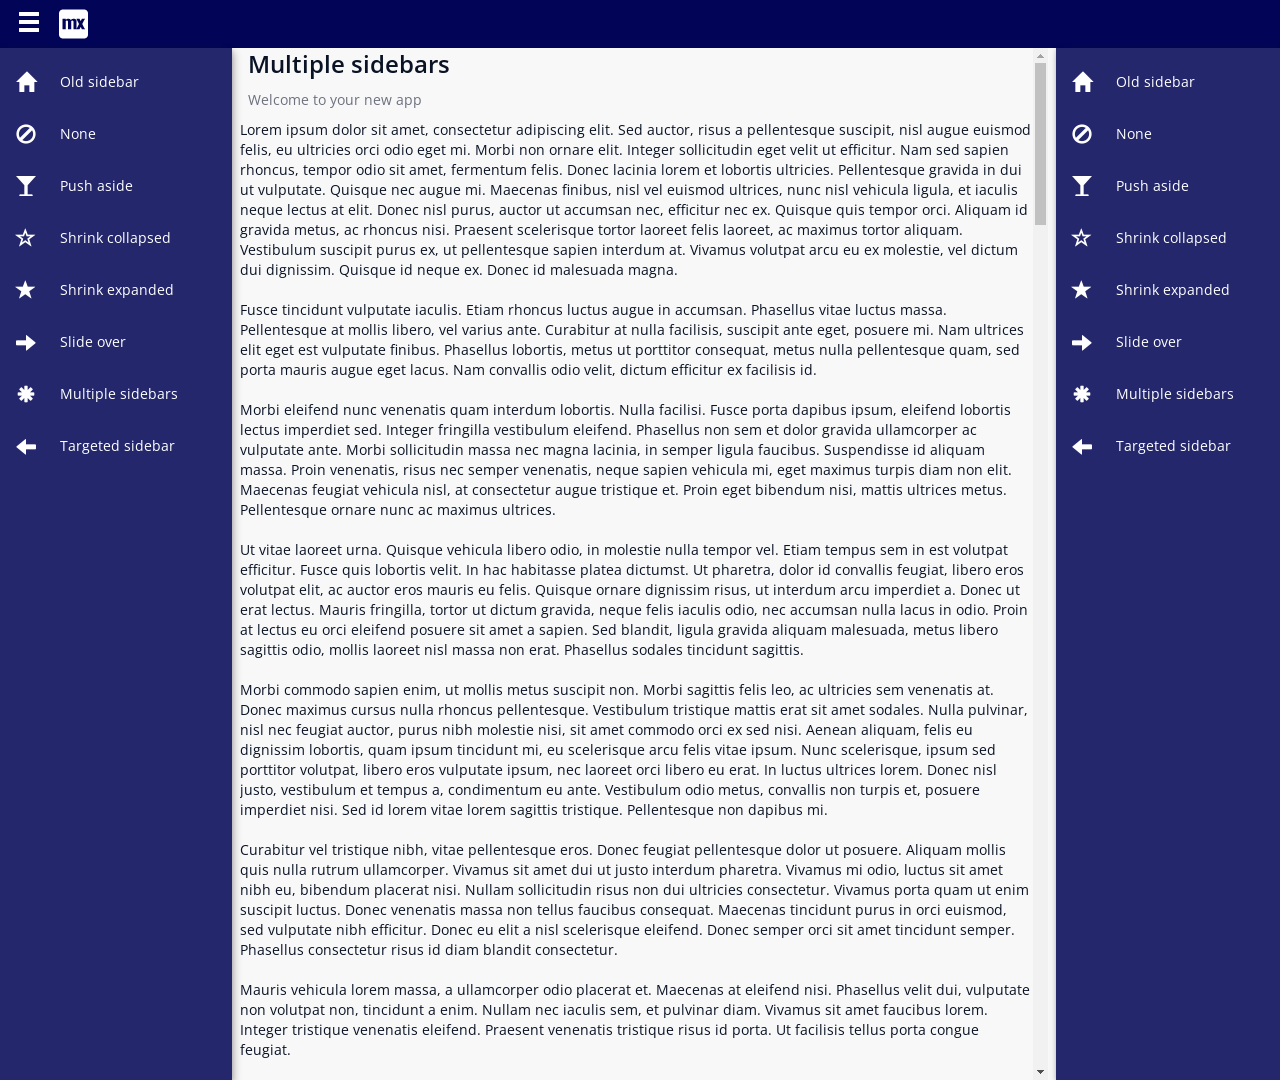 mx
Old sidebar
None
Push aside
Shrink collapsed
Shrink expanded
Slide over
Multiple sidebars
Targeted sidebar
Multiple sidebars
Welcome to your new app
Lorem ipsum dolor sit amet, consectetur adipiscing elit. Sed auctor, risus a pellentesque suscipit, nisl augue euismod
felis, eu ultricies orci odio eget mi. Morbi non ornare elit. Integer sollicitudin eget velit ut efficitur. Nam sed sapien
rhoncus, tempor odio sit amet, fermentum felis. Donec lacinia lorem et lobortis ultricies. Pellentesque gravida in dui
ut vulputate. Quisque nec augue mi. Maecenas finibus, nisl vel euismod ultrices, nunc nisl vehicula ligula, et iaculis
neque lectus at elit. Donec nisl purus, auctor ut accumsan nec, efficitur nec ex. Quisque quis tempor orci. Aliquam id
gravida metus, ac rhoncus nisi. Praesent scelerisque tortor laoreet felis laoreet, ac maximus tortor aliquam.
Vestibulum suscipit purus ex, ut pellentesque sapien interdum at. Vivamus volutpat arcu eu ex molestie, vel dictum
dui dignissim. Quisque id neque ex. Donec id malesuada magna.
Fusce tincidunt vulputate iaculis. Etiam rhoncus luctus augue in accumsan. Phasellus vitae luctus massa.
Pellentesque at mollis libero, vel varius ante. Curabitur at nulla facilisis, suscipit ante eget, posuere mi. Nam ultrices
elit eget est vulputate finibus. Phasellus lobortis, metus ut porttitor consequat, metus nulla pellentesque quam, sed
porta mauris augue eget lacus. Nam convallis odio velit, dictum efficitur ex facilisis id.
Morbi eleifend nunc venenatis quam interdum lobortis. Nulla facilisi. Fusce porta dapibus ipsum, eleifend lobortis
lectus imperdiet sed. Integer fringilla vestibulum eleifend. Phasellus non sem et dolor gravida ullamcorper ac
vulputate ante. Morbi sollicitudin massa nec magna lacinia, in semper ligula faucibus. Suspendisse id aliquam
massa. Proin venenatis, risus nec semper venenatis, neque sapien vehicula mi, eget maximus turpis diam non elit.
Maecenas feugiat vehicula nisl, at consectetur augue tristique et. Proin eget bibendum nisi, mattis ultrices metus.
Pellentesque ornare nunc ac maximus ultrices.
Ut vitae laoreet urna. Quisque vehicula libero odio, in molestie nulla tempor vel. Etiam tempus sem in est volutpat
efficitur. Fusce quis lobortis velit. In hac habitasse platea dictumst. Ut pharetra, dolor id convallis feugiat, libero eros
volutpat elit, ac auctor eros mauris eu felis. Quisque ornare dignissim risus, ut interdum arcu imperdiet a. Donec ut
erat lectus. Mauris fringilla, tortor ut dictum gravida, neque felis iaculis odio, nec accumsan nulla lacus in odio. Proin
at lectus eu orci eleifend posuere sit amet a sapien. Sed blandit, ligula gravida aliquam malesuada, metus libero
sagittis odio, mollis laoreet nisl massa non erat. Phasellus sodales tincidunt sagittis.
Morbi commodo sapien enim, ut mollis metus suscipit non. Morbi sagittis felis leo, ac ultricies sem venenatis at.
Donec maximus cursus nulla rhoncus pellentesque. Vestibulum tristique mattis erat sit amet sodales. Nulla pulvinar,
nisl nec feugiat auctor, purus nibh molestie nisi, sit amet commodo orci ex sed nisi. Aenean aliquam, felis eu
dignissim lobortis, quam ipsum tincidunt mi, eu scelerisque arcu felis vitae ipsum. Nunc scelerisque, ipsum sed
porttitor volutpat, libero eros vulputate ipsum, nec laoreet orci libero eu erat. In luctus ultrices lorem. Donec nisl
justo, vestibulum et tempus a, condimentum eu ante. Vestibulum odio metus, convallis non turpis et, posuere
imperdiet nisi. Sed id lorem vitae lorem sagittis tristique. Pellentesque non dapibus mi.
Curabitur vel tristique nibh, vitae pellentesque eros. Donec feugiat pellentesque dolor ut posuere. Aliquam mollis
quis nulla rutrum ullamcorper. Vivamus sit amet dui ut justo interdum pharetra. Vivamus mi odio, luctus sit amet
nibh eu, bibendum placerat nisi. Nullam sollicitudin risus non dui ultricies consectetur. Vivamus porta quam ut enim
suscipit luctus. Donec venenatis massa non tellus faucibus consequat. Maecenas tincidunt purus in orci euismod,
sed vulputate nibh efficitur. Donec eu elit a nisl scelerisque eleifend. Donec semper orci sit amet tincidunt semper.
Phasellus consectetur risus id diam blandit consectetur.
Mauris vehicula lorem massa, a ullamcorper odio placerat et. Maecenas at eleifend nisi. Phasellus velit dui, vulputate
non volutpat non, tincidunt a enim. Nullam nec iaculis sem, et pulvinar diam. Vivamus sit amet faucibus lorem.
Integer tristique venenatis eleifend. Praesent venenatis tristique risus id porta. Ut facilisis tellus porta congue
feugiat.
Old sidebar
None
Push aside
Shrink collapsed
Shrink expanded
Slide over
Multiple sidebars
Targeted sidebar